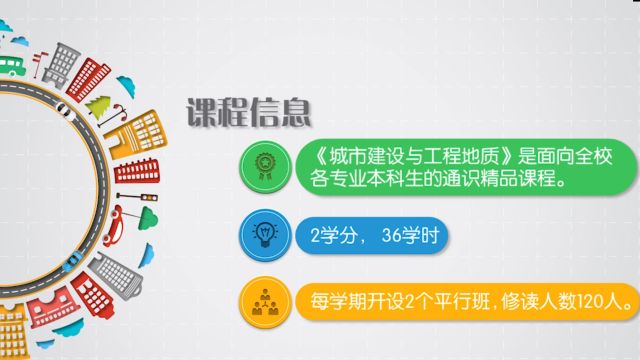 课程信息
《城市建设与工程地质》是面向全校
各专业本科生的通识精品课程。
2学分， 36学时
每学期开设2个平行班,修读人数120人。